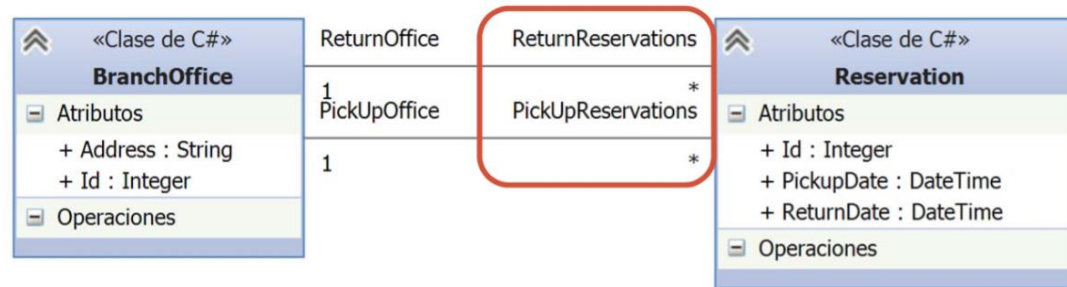 «Clase de C#»
BranchOffice
Atributos
+ Address : String
+ Id : Integer
Operaciones
ReturnOffice ReturnReservations
1 *
PickUpOffice PickUpReservations
1 *
«Clase de C#»
Reservation
Atributos
+ Id : Integer
+ PickupDate : DateTime
+ ReturnDate : DateTime
Operaciones